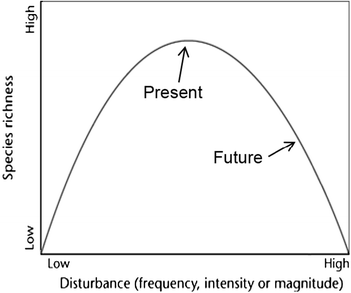 High
Species richness
Present
Future
Low
Low
High
Disturbance (frequency, intensity or magnitude)